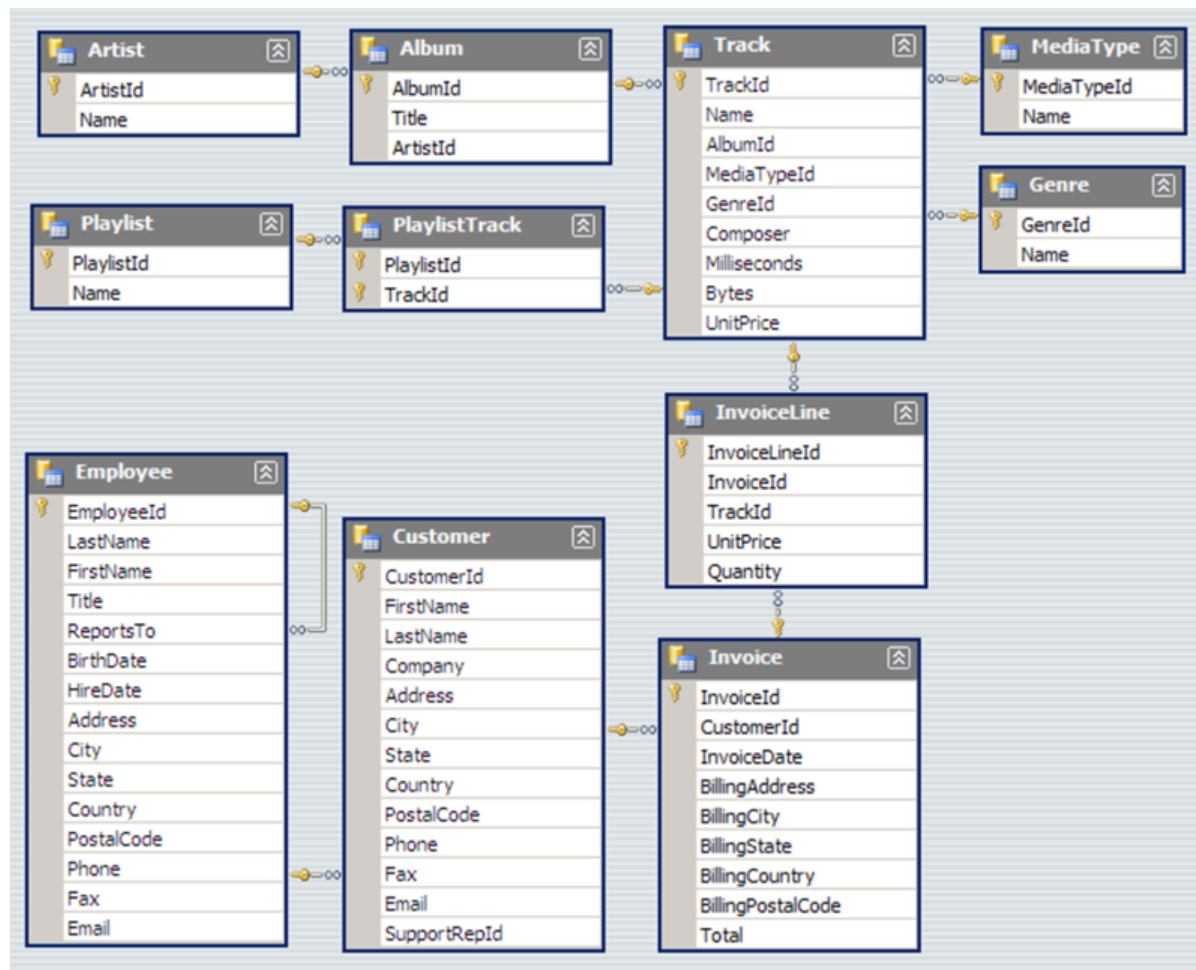 Artist
ArtistId
Name
Album
AlbumId
Title
ArtistId
Track
TrackId
Name
AlbumId
MediaTypeId
GenreId
Composer
Milliseconds
Bytes
UnitPrice
MediaType
MediaTypeId
Name
Genre
GenreId
Name
Playlist
PlaylistId
Name
PlaylistTrack
PlaylistId
TrackId
InvoiceLine
InvoiceLineId
InvoiceId
TrackId
UnitPrice
Quantity
Employee
EmployeeId
LastName
FirstName
Title
ReportsTo
BirthDate
HireDate
Address
City
State
Country
PostalCode
Phone
Fax
Email
Customer
CustomerId
FirstName
LastName
Company
Address
City
State
Country
PostalCode
Phone
Fax
Email
SupportRepId
Invoice
InvoiceId
CustomerId
InvoiceDate
BillingAddress
BillingCity
BillingState
BillingCountry
BillingPostalCode
Total